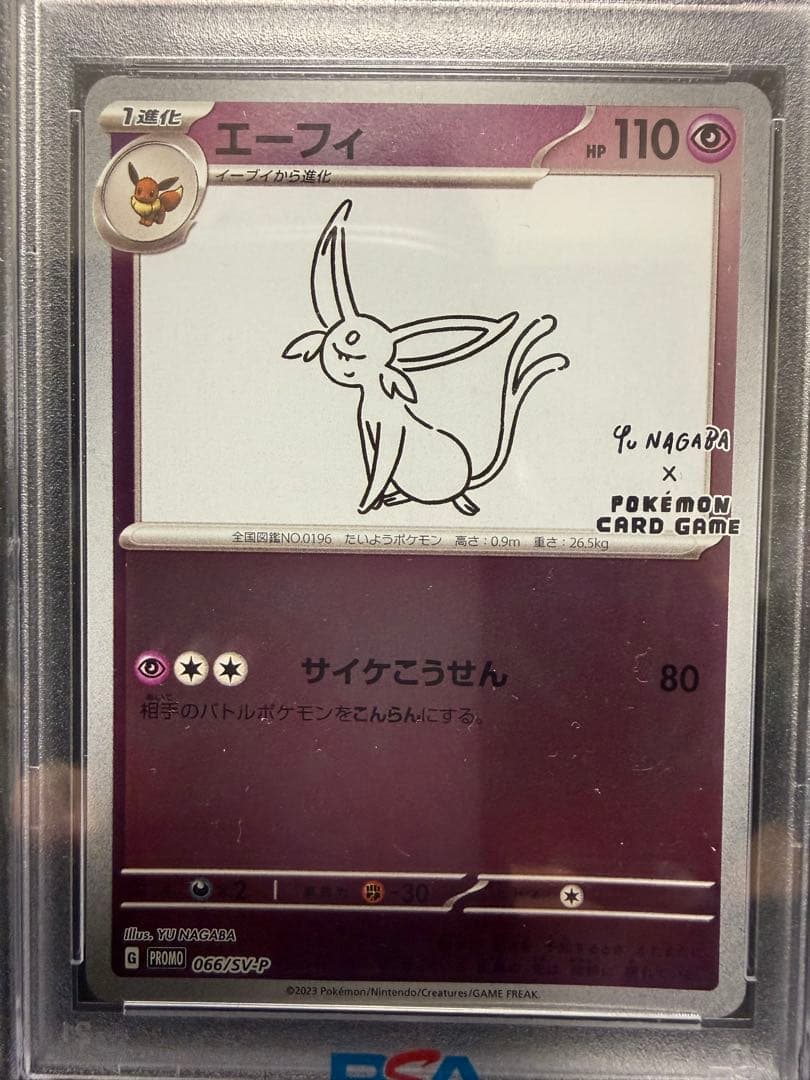 1進化
エーフィ
HP 110
イーブイから進化
Yu NAGABA
×
POKÉMON
CARD GAME
全国図鑑NO.0196 たいようポケモン 高さ:0.9m 重さ:26.5kg
サイケこうせん 80
あいて
相手のバトルポケモンをこんらんにする。
×2 -30
Illus. YU NAGABA
G PROMO 066/SV-P
©2023 Pokémon/Nintendo/Creatures/GAME FREAK.
PSA